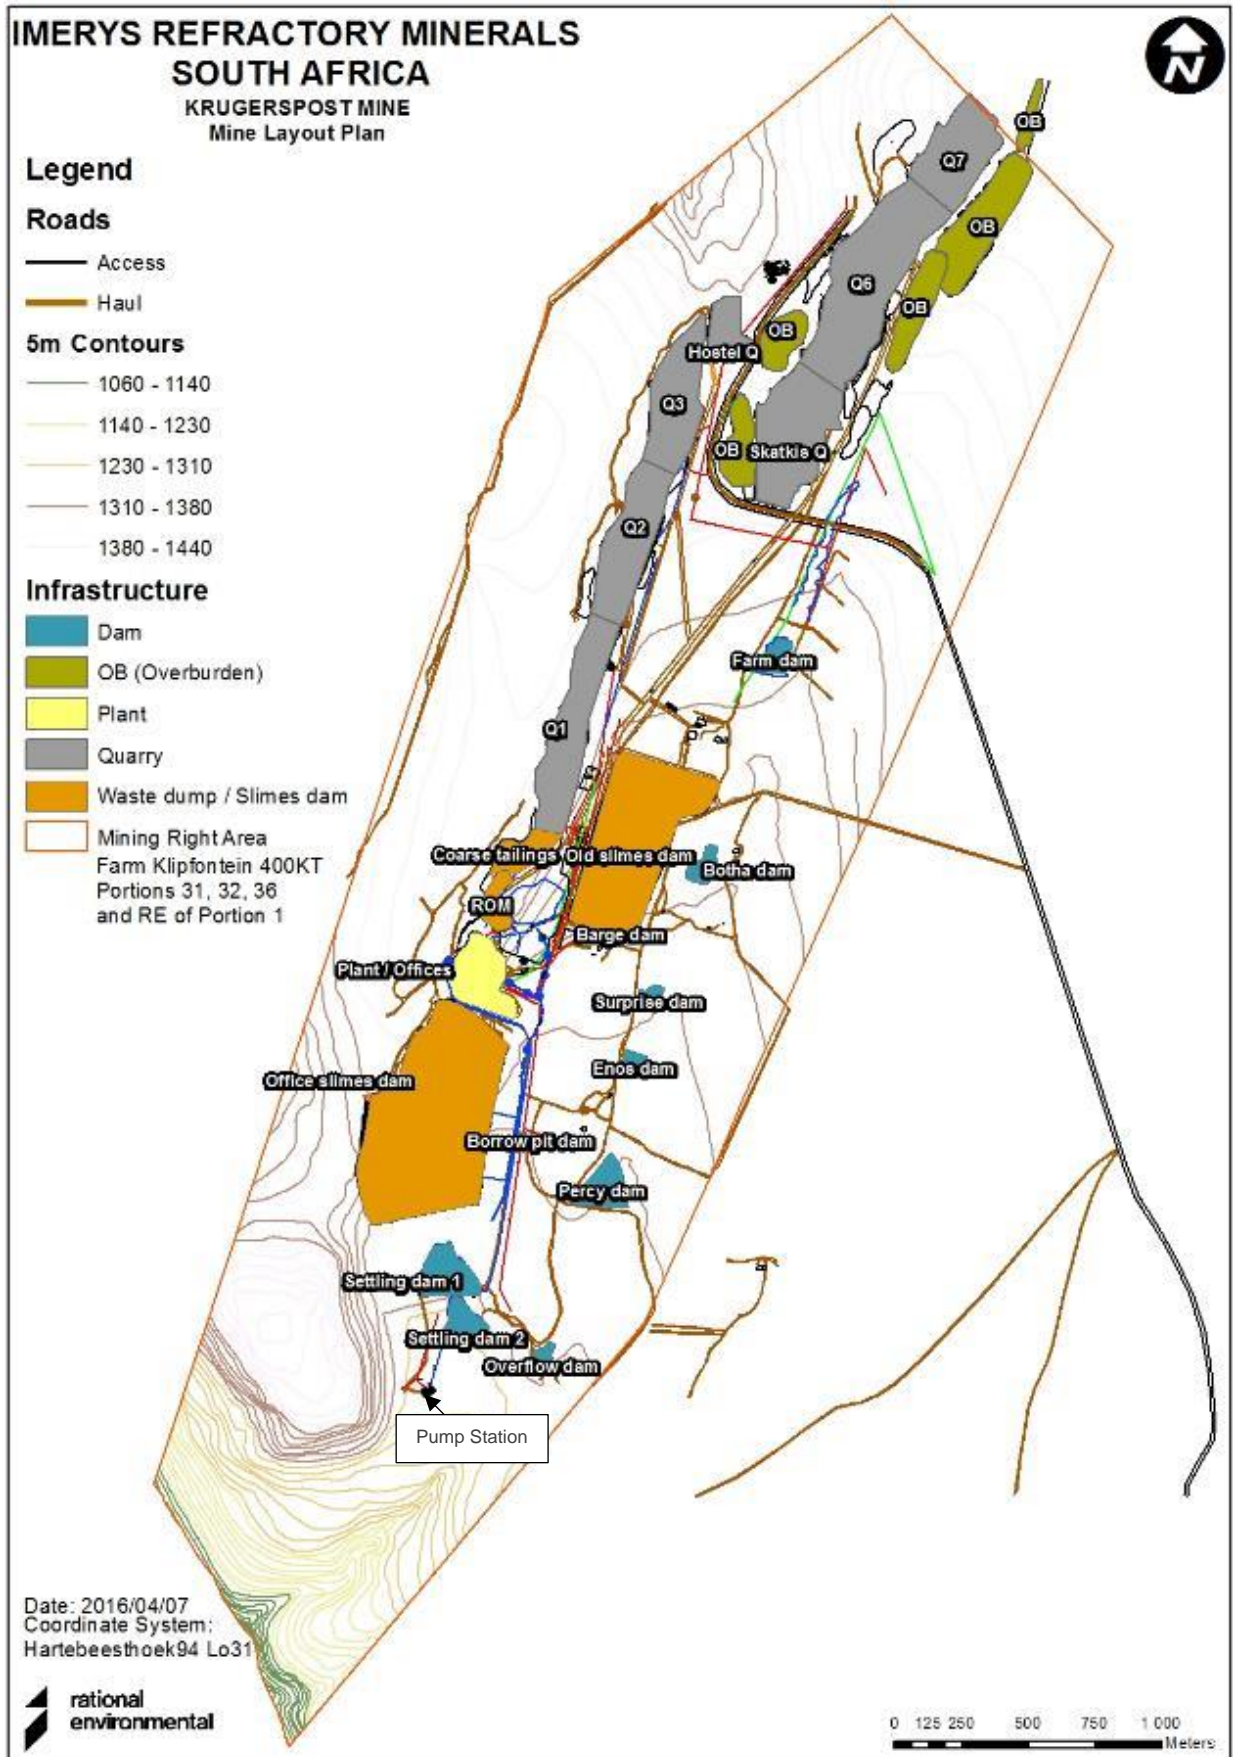 IMERYS REFRACTORY MINERALS
SOUTH AFRICA
KRUGERSPOST MINE
Mine Layout Plan
N
Legend
Roads
Access
Haul
5m Contours
1060 - 1140
1140 - 1230
1230 - 1310
1310 - 1380
1380 - 1440
Infrastructure
Dam
OB (Overburden)
Plant
Quarry
Waste dump / Slimes dam
Mining Right Area
Farm Klipfontein 400KT
Portions 31, 32, 36
and RE of Portion 1
OB
Q7
OB
Q6
OB
OB
Hostel Q
Q3
OB
Skatkis Q
Q2
Farm dam
Q1
Coarse tailings
Old slimes dam
Botha dam
ROM
Barge dam
Plant / Offices
Surprise dam
Enos dam
Office slimes dam
Borrow pit dam
Percy dam
Settling dam 1
Settling dam 2
Overflow dam
Pump Station
Date: 2016/04/07
Coordinate System:
Hartebeesthoek94 Lo31
rational
environmental
0 125 250 500 750 1 000
Meters